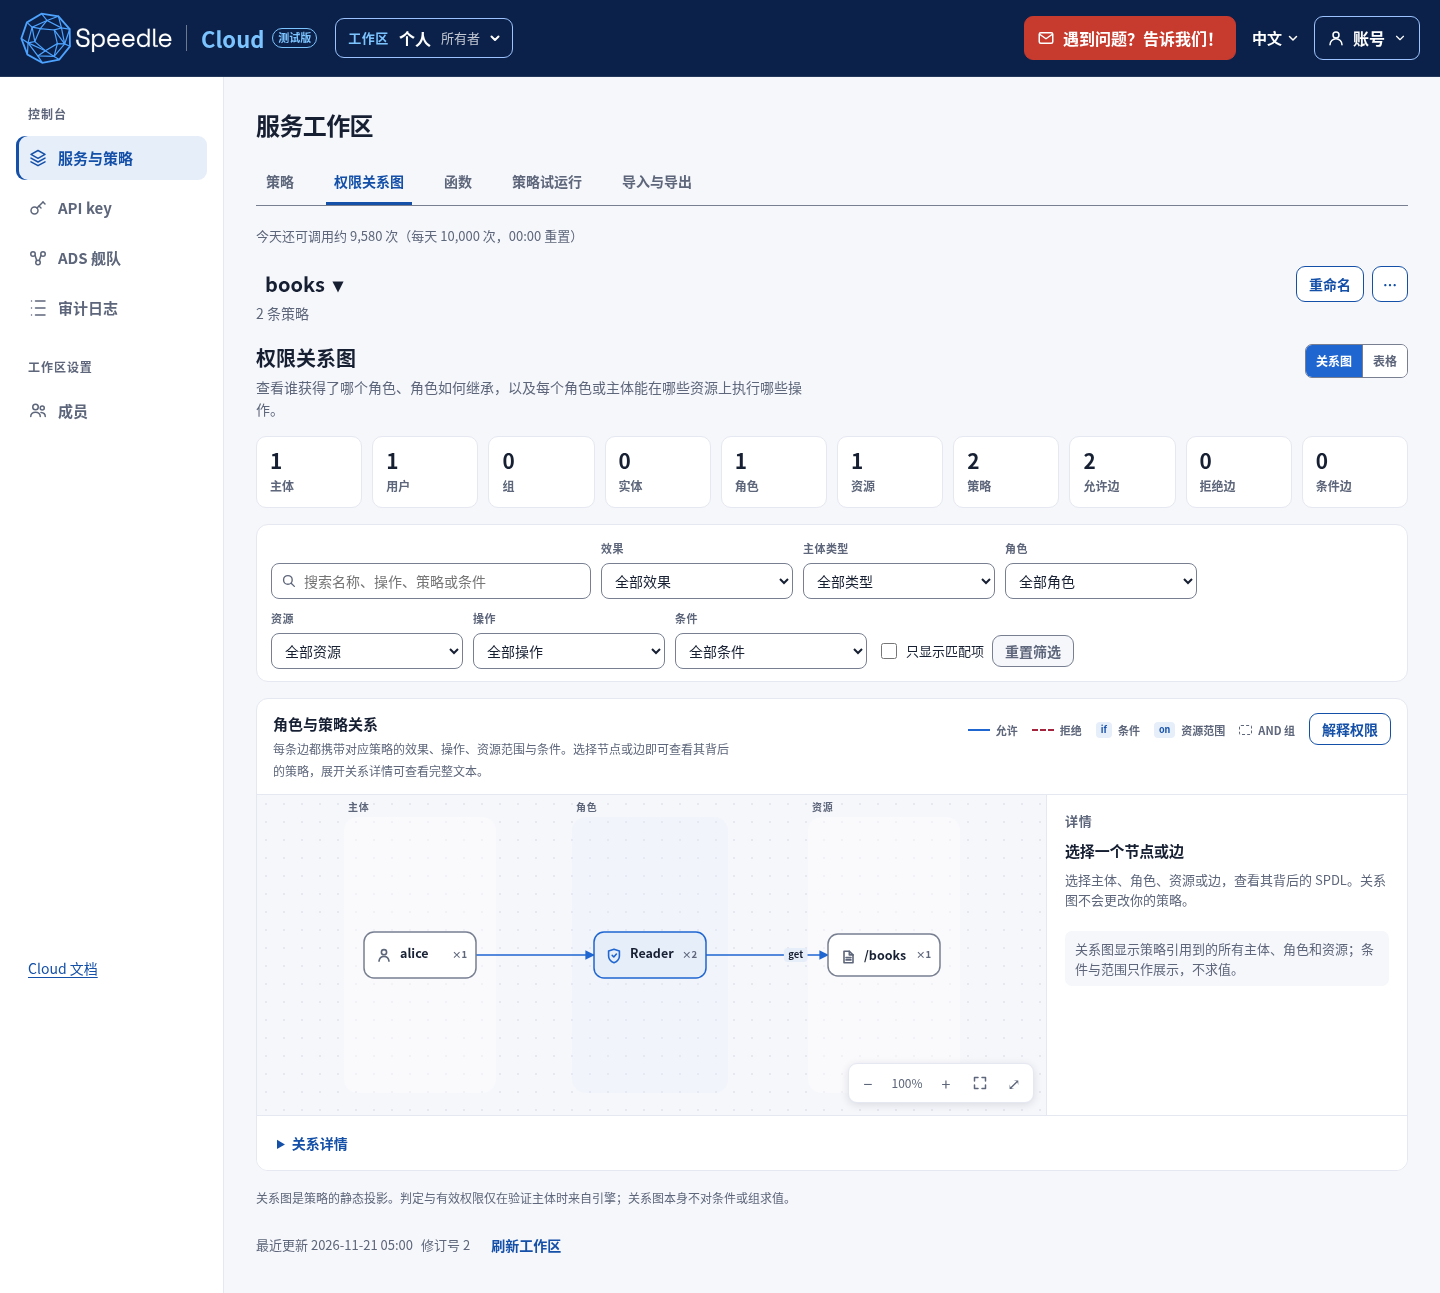 Speedle
Cloud 测试版
工作区 个人 所有者
遇到问题？告诉我们！
中文
账号
控制台
服务与策略
API key
ADS 舰队
审计日志
工作区设置
成员
Cloud 文档
服务工作区
策略 权限关系图 函数 策略试运行 导入与导出
今天还可调用约 9,580 次（每天 10,000 次，00:00 重置）
books ▼
重命名 ···
2 条策略
权限关系图
关系图 表格
查看谁获得了哪个角色、角色如何继承，以及每个角色或主体能在哪些资源上执行哪些操
作。
1 1 0 0 1 1 2 2 0 0
主体 用户 组 实体 角色 资源 策略 允许边 拒绝边 条件边
效果 主体类型 角色
搜索名称、操作、策略或条件 全部效果 全部类型 全部角色
资源 操作 条件
全部资源 全部操作 全部条件 只显示匹配项 重置筛选
角色与策略关系
允许 拒绝 if 条件 on 资源范围 AND 组 解释权限
每条边都携带对应策略的效果、操作、资源范围与条件。选择节点或边即可查看其背后
的策略，展开关系详情可查看完整文本。
主体 角色 资源
alice ×1 Reader ×2 get /books ×1
− 100% +
详情
选择一个节点或边
选择主体、角色、资源或边，查看其背后的 SPDL。关系
图不会更改你的策略。
关系图显示策略引用到的所有主体、角色和资源；条
件与范围只作展示，不求值。
▶ 关系详情
关系图是策略的静态投影。判定与有效权限仅在验证主体时来自引擎；关系图本身不对条件或组求值。
最近更新 2026-11-21 05:00 修订号 2 刷新工作区